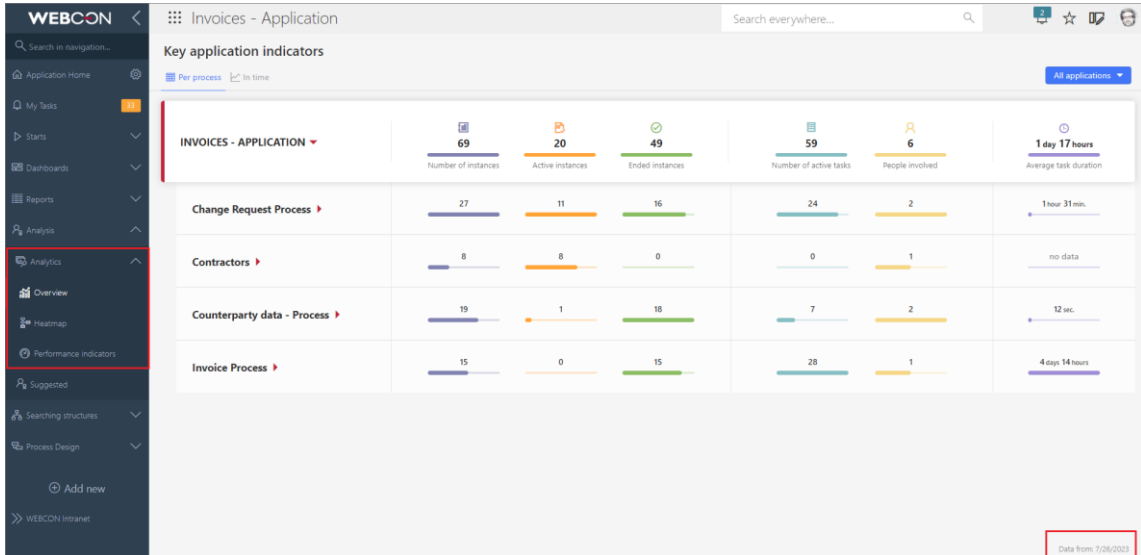 WEBCON
Invoices - Application
Search everywhere...
2
Search in navigation...
Application Home
My Tasks 33
Starts
Dashboards
Reports
Analysis
Analytics
Overview
Heatmap
Performance indicators
Suggested
Searching structures
Process Design
Add new
WEBCON Intranet
Key application indicators
Per process In time
All applications
INVOICES - APPLICATION 69 20 49 59 6 1 day 17 hours
Number of instances Active instances Ended instances Number of active tasks People involved Average task duration
Change Request Process 27 11 16 24 2 1 hour 31 min.
Contractors 8 8 0 0 1 no data
Counterparty data - Process 19 1 18 7 2 12 sec.
Invoice Process 15 0 15 28 1 4 days 14 hours
Data from: 7/26/2023